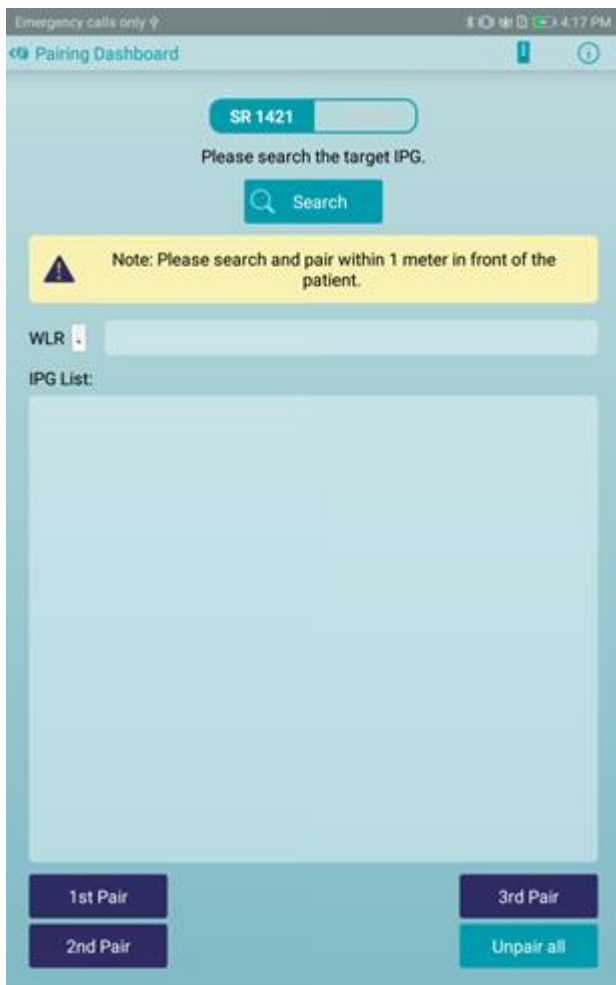 Emergency calls only
4:17 PM
Pairing Dashboard
SR 1421
Please search the target IPG.
Search
Note: Please search and pair within 1 meter in front of the
patient.
WLR
IPG List:
1st Pair
3rd Pair
2nd Pair
Unpair all